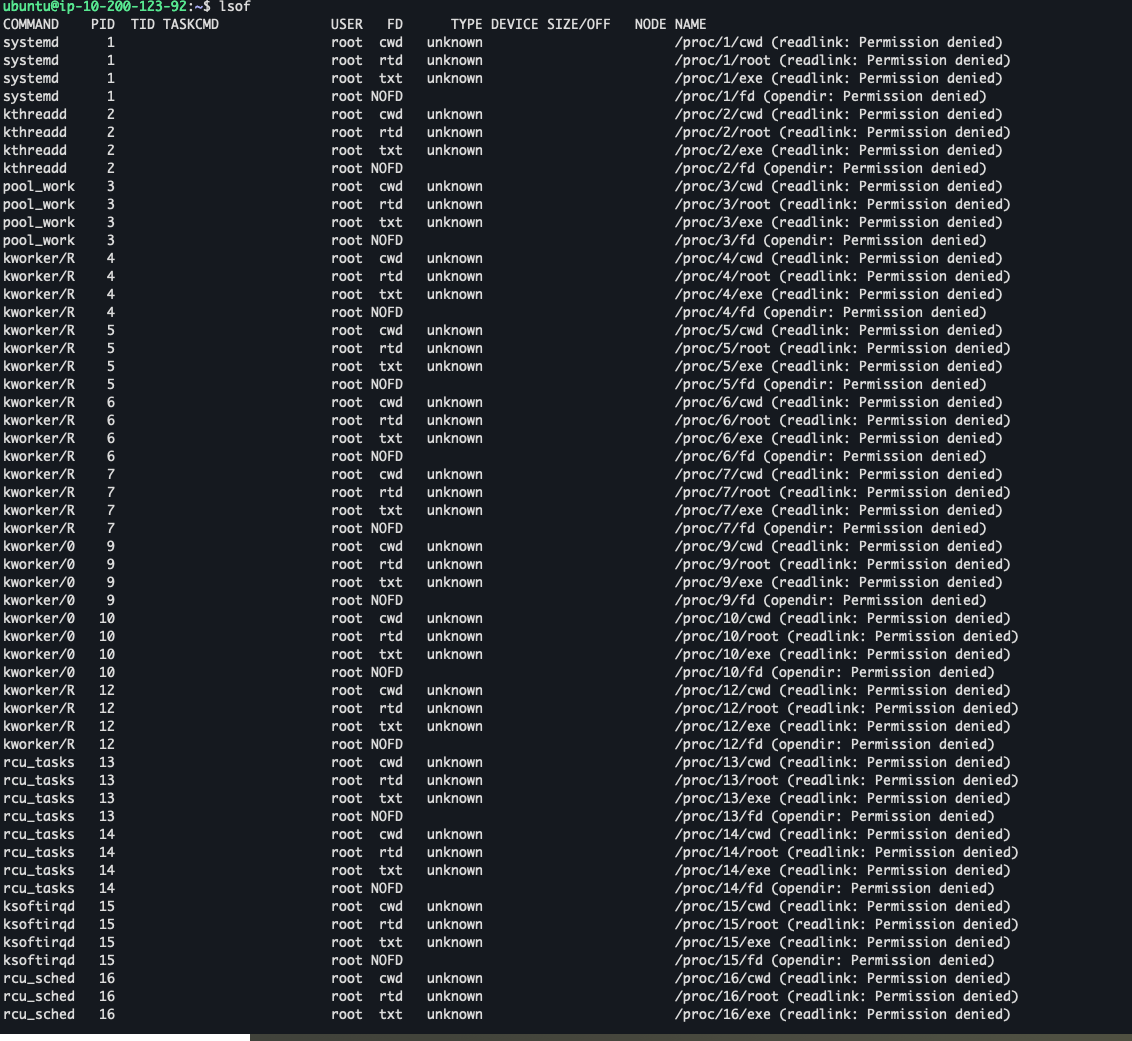 ubuntu@ip-10-200-123-92:~$ lsof
COMMAND    PID  TID TASKCMD              USER   FD      TYPE DEVICE SIZE/OFF   NODE NAME
systemd      1                           root  cwd   unknown                        /proc/1/cwd (readlink: Permission denied)
systemd      1                           root  rtd   unknown                        /proc/1/root (readlink: Permission denied)
systemd      1                           root  txt   unknown                        /proc/1/exe (readlink: Permission denied)
systemd      1                           root NOFD                                  /proc/1/fd (opendir: Permission denied)
kthreadd     2                           root  cwd   unknown                        /proc/2/cwd (readlink: Permission denied)
kthreadd     2                           root  rtd   unknown                        /proc/2/root (readlink: Permission denied)
kthreadd     2                           root  txt   unknown                        /proc/2/exe (readlink: Permission denied)
kthreadd     2                           root NOFD                                  /proc/2/fd (opendir: Permission denied)
pool_work    3                           root  cwd   unknown                        /proc/3/cwd (readlink: Permission denied)
pool_work    3                           root  rtd   unknown                        /proc/3/root (readlink: Permission denied)
pool_work    3                           root  txt   unknown                        /proc/3/exe (readlink: Permission denied)
pool_work    3                           root NOFD                                  /proc/3/fd (opendir: Permission denied)
kworker/R    4                           root  cwd   unknown                        /proc/4/cwd (readlink: Permission denied)
kworker/R    4                           root  rtd   unknown                        /proc/4/root (readlink: Permission denied)
kworker/R    4                           root  txt   unknown                        /proc/4/exe (readlink: Permission denied)
kworker/R    4                           root NOFD                                  /proc/4/fd (opendir: Permission denied)
kworker/R    5                           root  cwd   unknown                        /proc/5/cwd (readlink: Permission denied)
kworker/R    5                           root  rtd   unknown                        /proc/5/root (readlink: Permission denied)
kworker/R    5                           root  txt   unknown                        /proc/5/exe (readlink: Permission denied)
kworker/R    5                           root NOFD                                  /proc/5/fd (opendir: Permission denied)
kworker/R    6                           root  cwd   unknown                        /proc/6/cwd (readlink: Permission denied)
kworker/R    6                           root  rtd   unknown                        /proc/6/root (readlink: Permission denied)
kworker/R    6                           root  txt   unknown                        /proc/6/exe (readlink: Permission denied)
kworker/R    6                           root NOFD                                  /proc/6/fd (opendir: Permission denied)
kworker/R    7                           root  cwd   unknown                        /proc/7/cwd (readlink: Permission denied)
kworker/R    7                           root  rtd   unknown                        /proc/7/root (readlink: Permission denied)
kworker/R    7                           root  txt   unknown                        /proc/7/exe (readlink: Permission denied)
kworker/R    7                           root NOFD                                  /proc/7/fd (opendir: Permission denied)
kworker/0    9                           root  cwd   unknown                        /proc/9/cwd (readlink: Permission denied)
kworker/0    9                           root  rtd   unknown                        /proc/9/root (readlink: Permission denied)
kworker/0    9                           root  txt   unknown                        /proc/9/exe (readlink: Permission denied)
kworker/0    9                           root NOFD                                  /proc/9/fd (opendir: Permission denied)
kworker/0   10                           root  cwd   unknown                        /proc/10/cwd (readlink: Permission denied)
kworker/0   10                           root  rtd   unknown                        /proc/10/root (readlink: Permission denied)
kworker/0   10                           root  txt   unknown                        /proc/10/exe (readlink: Permission denied)
kworker/0   10                           root NOFD                                  /proc/10/fd (opendir: Permission denied)
kworker/R   12                           root  cwd   unknown                        /proc/12/cwd (readlink: Permission denied)
kworker/R   12                           root  rtd   unknown                        /proc/12/root (readlink: Permission denied)
kworker/R   12                           root  txt   unknown                        /proc/12/exe (readlink: Permission denied)
kworker/R   12                           root NOFD                                  /proc/12/fd (opendir: Permission denied)
rcu_tasks   13                           root  cwd   unknown                        /proc/13/cwd (readlink: Permission denied)
rcu_tasks   13                           root  rtd   unknown                        /proc/13/root (readlink: Permission denied)
rcu_tasks   13                           root  txt   unknown                        /proc/13/exe (readlink: Permission denied)
rcu_tasks   13                           root NOFD                                  /proc/13/fd (opendir: Permission denied)
rcu_tasks   14                           root  cwd   unknown                        /proc/14/cwd (readlink: Permission denied)
rcu_tasks   14                           root  rtd   unknown                        /proc/14/root (readlink: Permission denied)
rcu_tasks   14                           root  txt   unknown                        /proc/14/exe (readlink: Permission denied)
rcu_tasks   14                           root NOFD                                  /proc/14/fd (opendir: Permission denied)
ksoftirqd   15                           root  cwd   unknown                        /proc/15/cwd (readlink: Permission denied)
ksoftirqd   15                           root  rtd   unknown                        /proc/15/root (readlink: Permission denied)
ksoftirqd   15                           root  txt   unknown                        /proc/15/exe (readlink: Permission denied)
ksoftirqd   15                           root NOFD                                  /proc/15/fd (opendir: Permission denied)
rcu_sched   16                           root  cwd   unknown                        /proc/16/cwd (readlink: Permission denied)
rcu_sched   16                           root  rtd   unknown                        /proc/16/root (readlink: Permission denied)
rcu_sched   16                           root  txt   unknown                        /proc/16/exe (readlink: Permission denied)